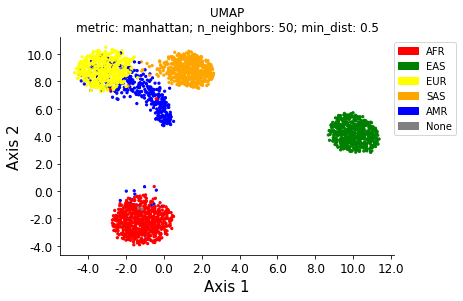 UMAP
metric: manhattan; n_neighbors: 50; min_dist: 0.5
10.0
8.0
6.0
4.0
2.0
0.0
-2.0
-4.0
Axis 2
-4.0 -2.0 0.0 2.0 4.0 6.0 8.0 10.0 12.0
Axis 1
AFR
EAS
EUR
SAS
AMR
None